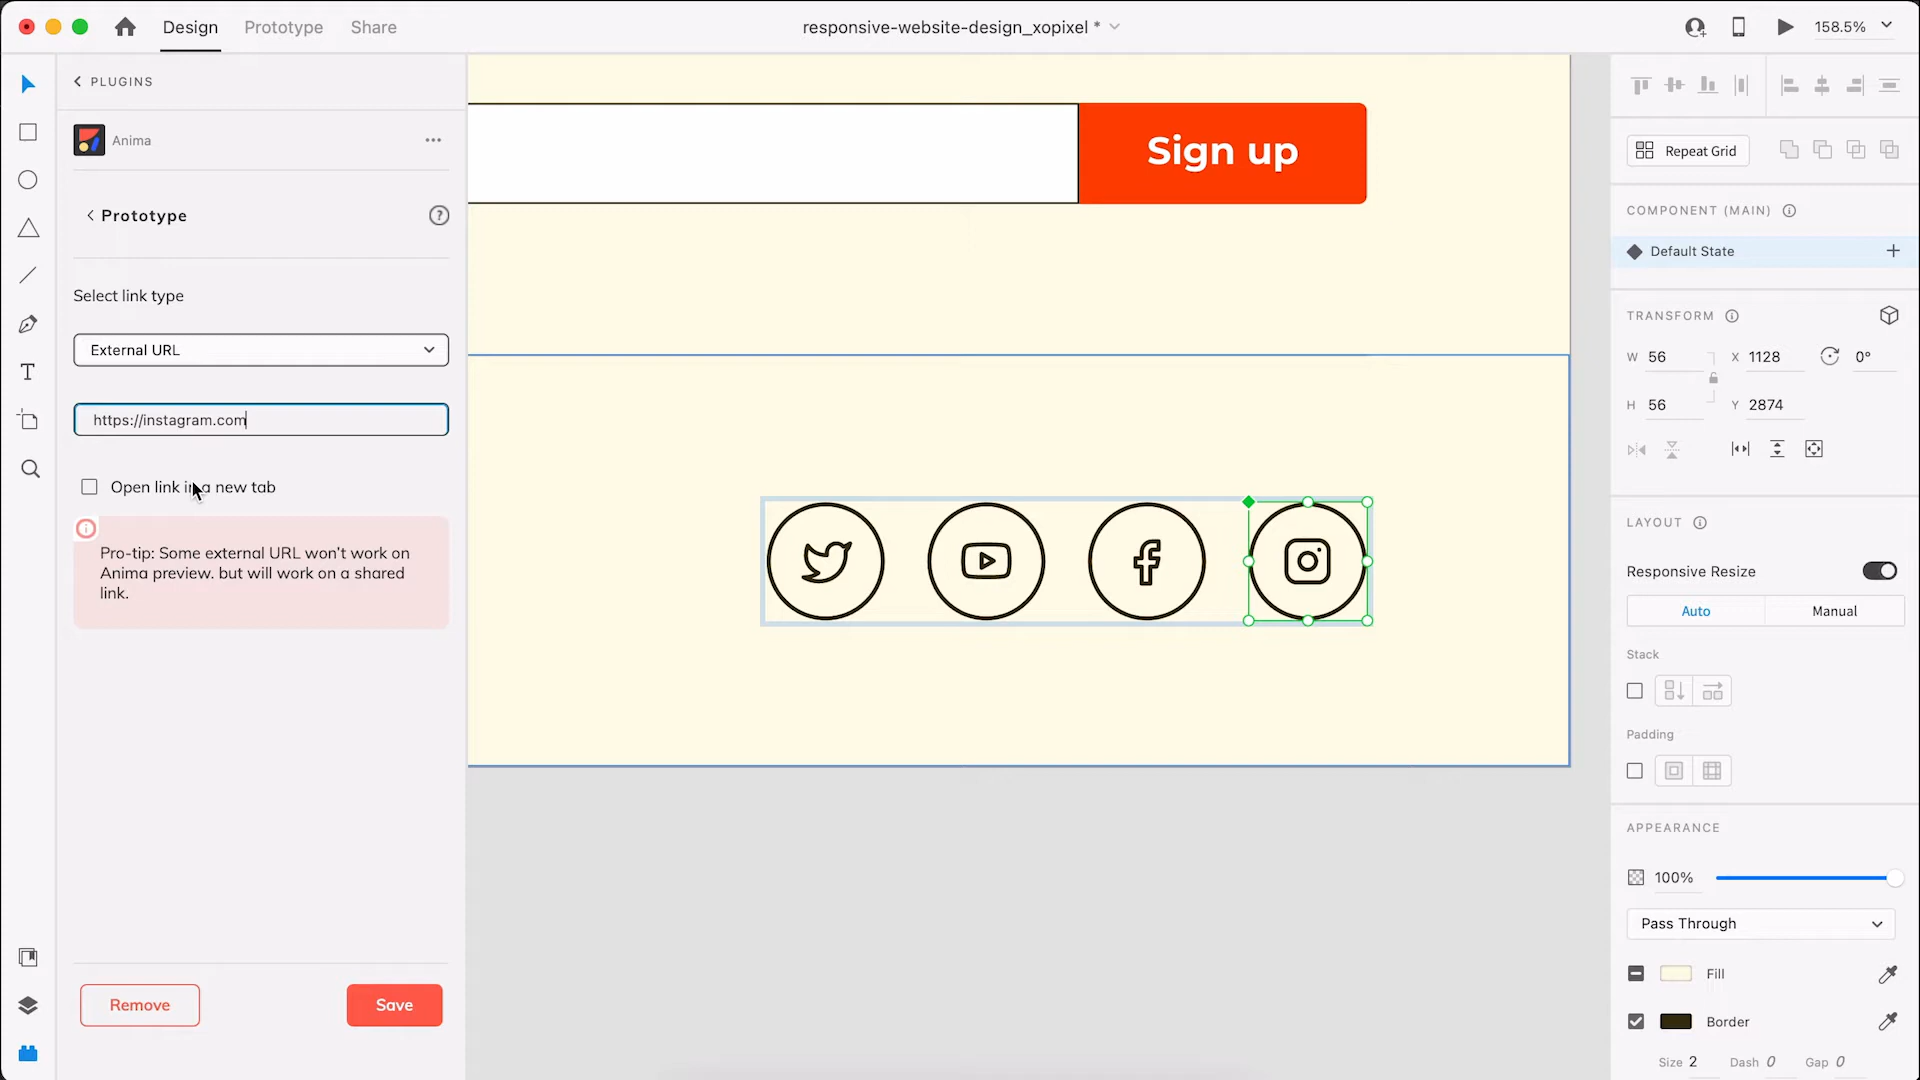 Design
Prototype
Share
responsive-website-design_xopixel *
158.5%
PLUGINS
Anima
Prototype
Select link type
External URL
https://instagram.com
Open link in a new tab
Pro-tip: Some external URL won't work on
Anima preview. but will work on a shared
link.
Remove
Save
Sign up
Repeat Grid
COMPONENT (MAIN)
Default State
TRANSFORM
W 56
X 1128
0°
H 56
Y 2874
LAYOUT
Responsive Resize
Auto
Manual
Stack
Padding
APPEARANCE
100%
Pass Through
Fill
Border
Size 2
Dash 0
Gap 0